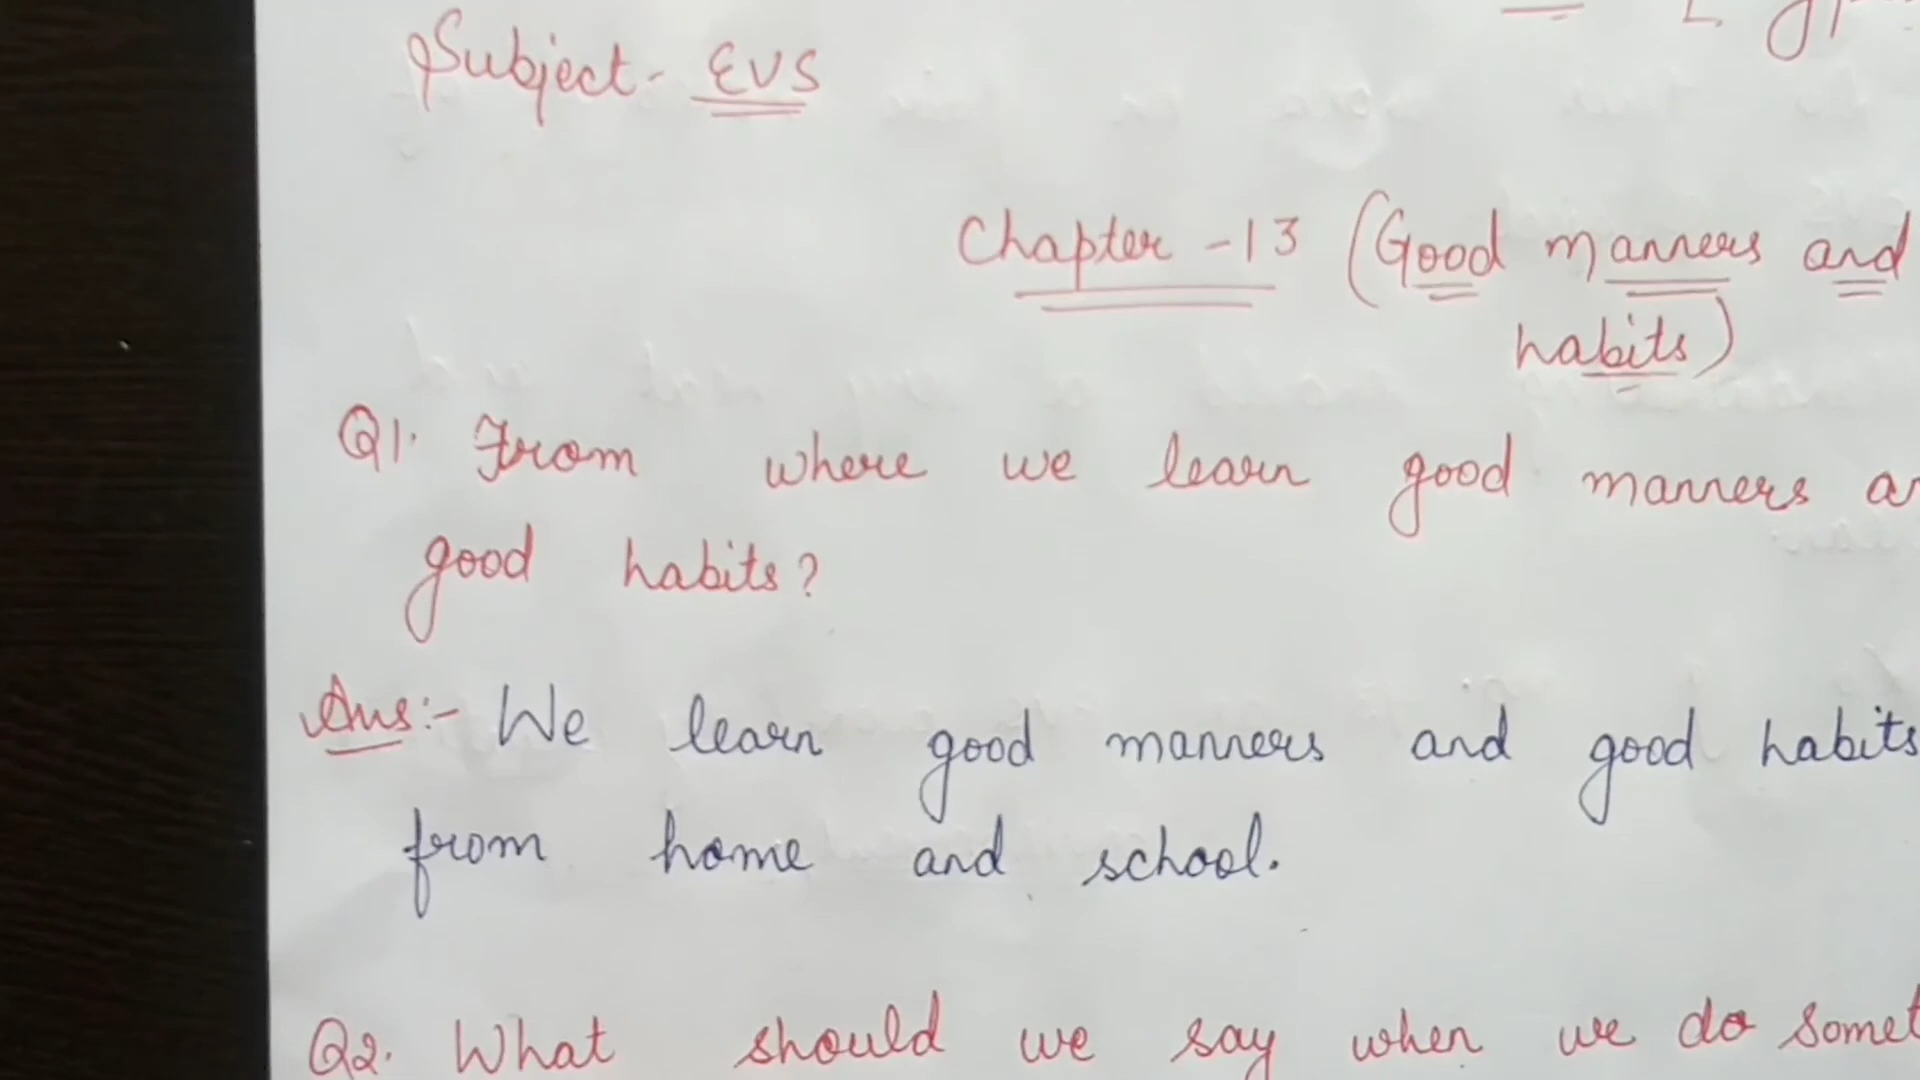 Subject - EVS
Chapter - 13 (Good manners and
habits)
Q1. From where we learn good manners
good habits?
Ans:- We learn good manners and good habits
from home and school.
Q2. What should we say when we do